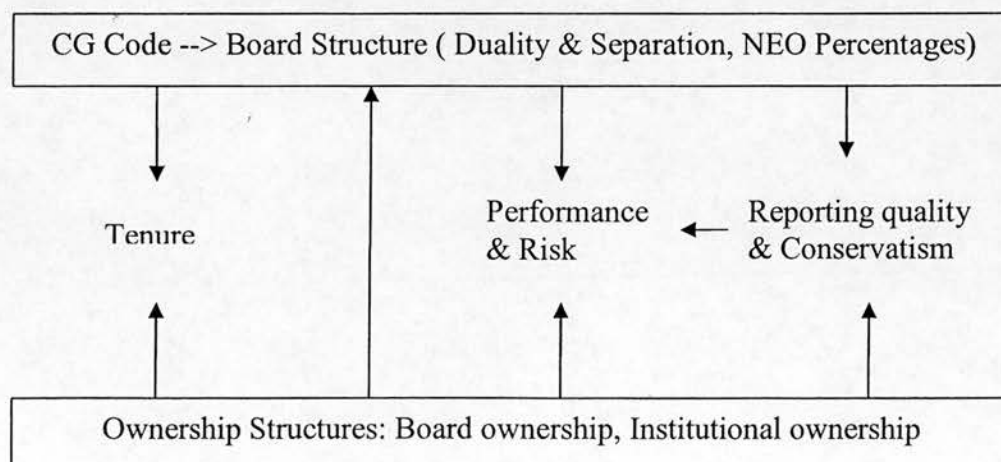 CG Code --> Board Structure ( Duality & Separation, NEO Percentages)
Tenure
Performance
& Risk
Reporting quality
& Conservatism
Ownership Structures: Board ownership, Institutional ownership